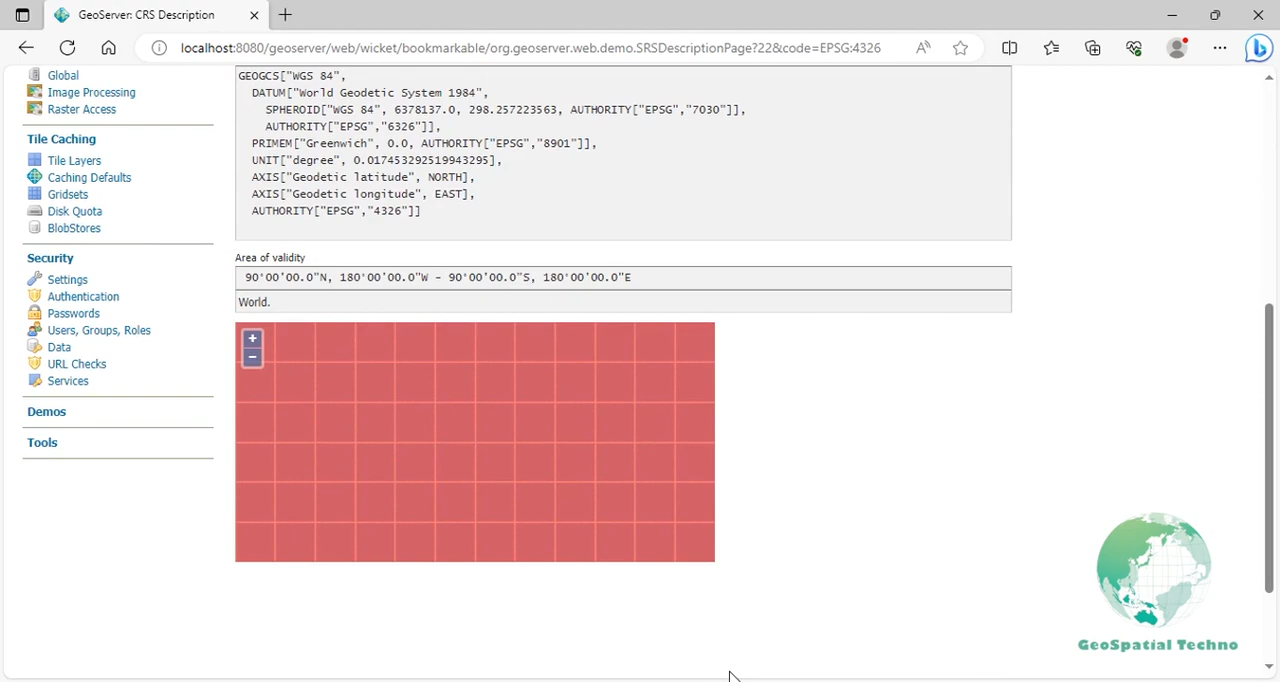 GeoServer: CRS Description
localhost:8080/geoserver/web/wicket/bookmarkable/org.geoserver.web.demo.SRSDescriptionPage?22&code=EPSG:4326
Global
Image Processing
Raster Access
Tile Caching
Tile Layers
Caching Defaults
Gridsets
Disk Quota
BlobStores
Security
Settings
Authentication
Passwords
Users, Groups, Roles
Data
URL Checks
Services
Demos
Tools
GEOGCS["WGS 84",
DATUM["World Geodetic System 1984",
SPHEROID["WGS 84", 6378137.0, 298.257223563, AUTHORITY["EPSG","7030"]],
AUTHORITY["EPSG","6326"]],
PRIMEM["Greenwich", 0.0, AUTHORITY["EPSG","8901"]],
UNIT["degree", 0.017453292519943295],
AXIS["Geodetic latitude", NORTH],
AXIS["Geodetic longitude", EAST],
AUTHORITY["EPSG","4326"]]
Area of validity
90°00'00.0"N, 180°00'00.0"W - 90°00'00.0"S, 180°00'00.0"E
World.
+
−
GeoSpatial Techno